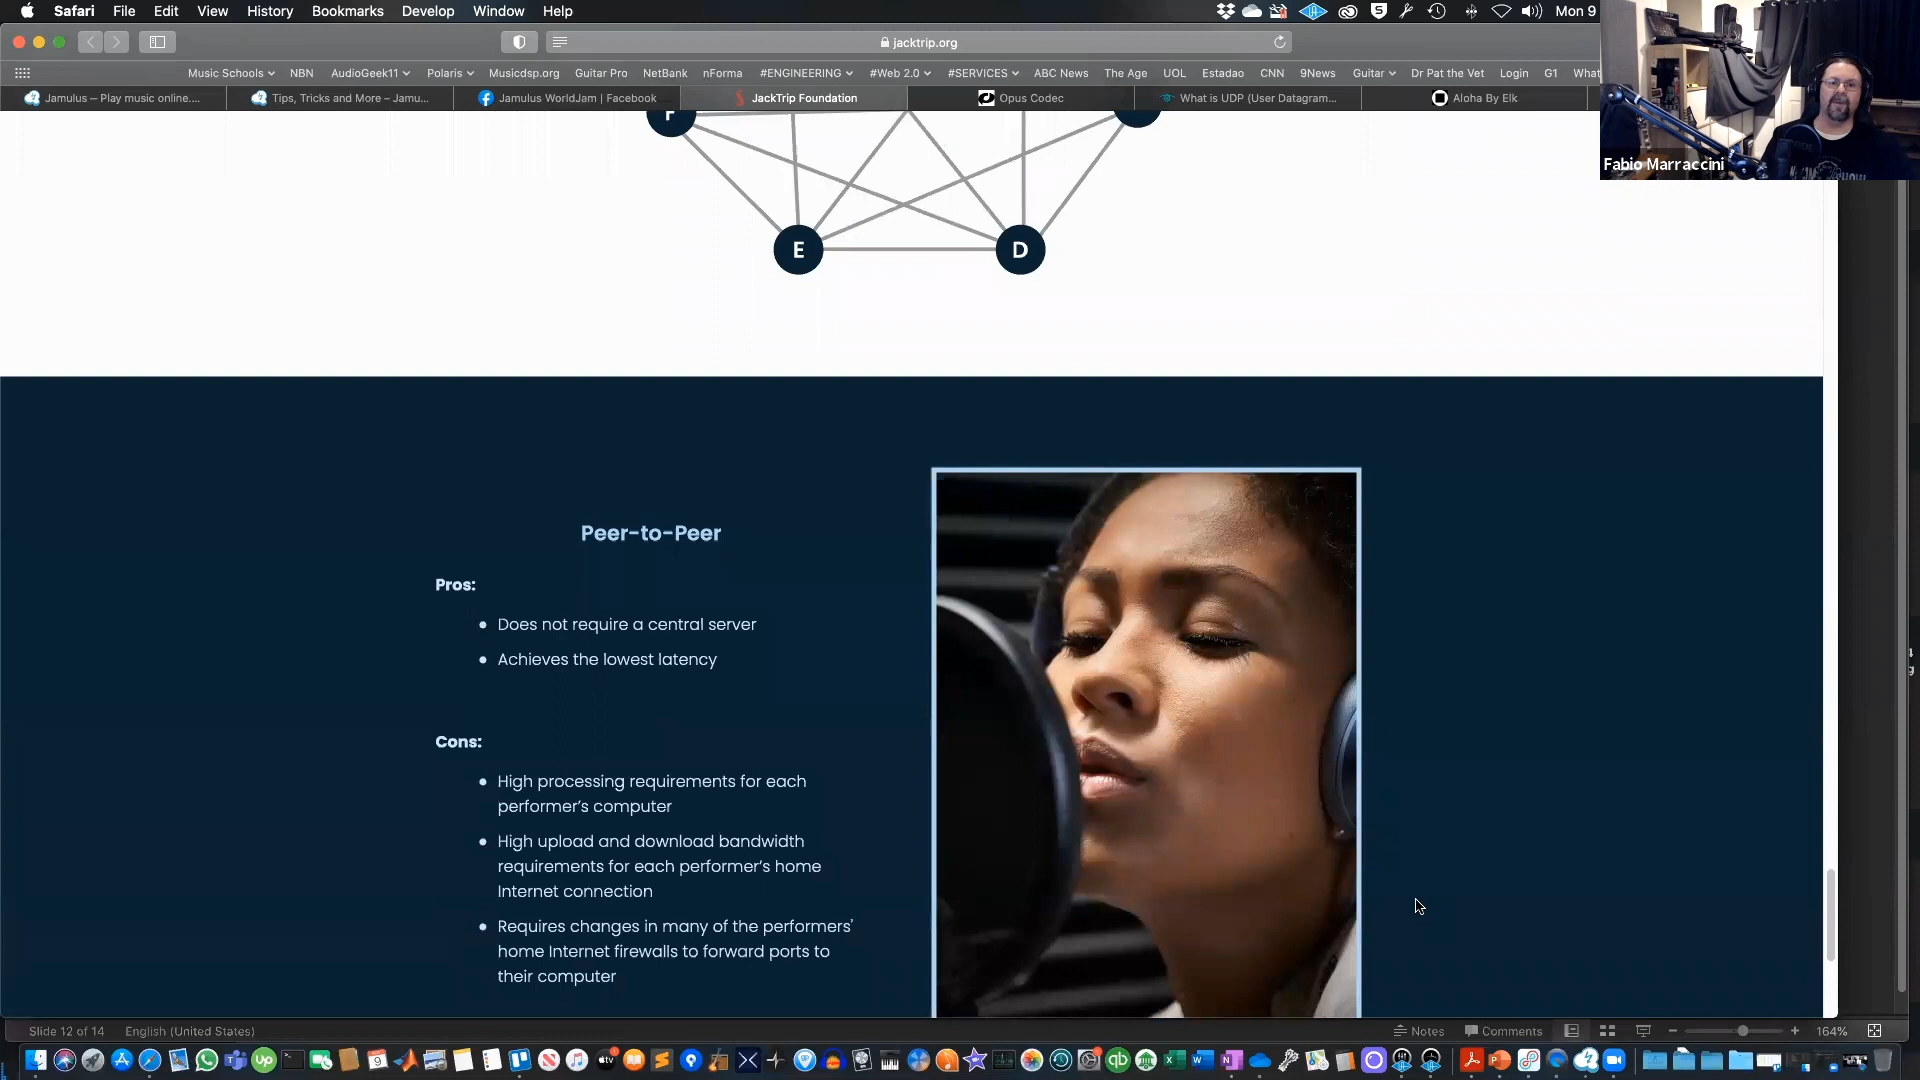 Safari File Edit View History Bookmarks Develop Window Help Mon 9
jacktrip.org
Music Schools NBN AudioGeek11 Polaris Musicdsp.org Guitar Pro NetBank nForma #ENGINEERING #Web 2.0 #SERVICES ABC News The Age UOL Estadao CNN 9News Guitar Dr Pat the Vet Login G1 What
Jamulus – Play music online.... Tips, Tricks and More – Jamu... Jamulus WorldJam | Facebook JackTrip Foundation Opus Codec What is UDP (User Datagram... Aloha By Elk
Fabio Marraccini
F
E D
Peer-to-Peer
Pros:
Does not require a central server
Achieves the lowest latency
Cons:
High processing requirements for each
performer's computer
High upload and download bandwidth
requirements for each performer's home
Internet connection
Requires changes in many of the performers'
home Internet firewalls to forward ports to
their computer
Slide 12 of 14 English (United States) Notes Comments 164%